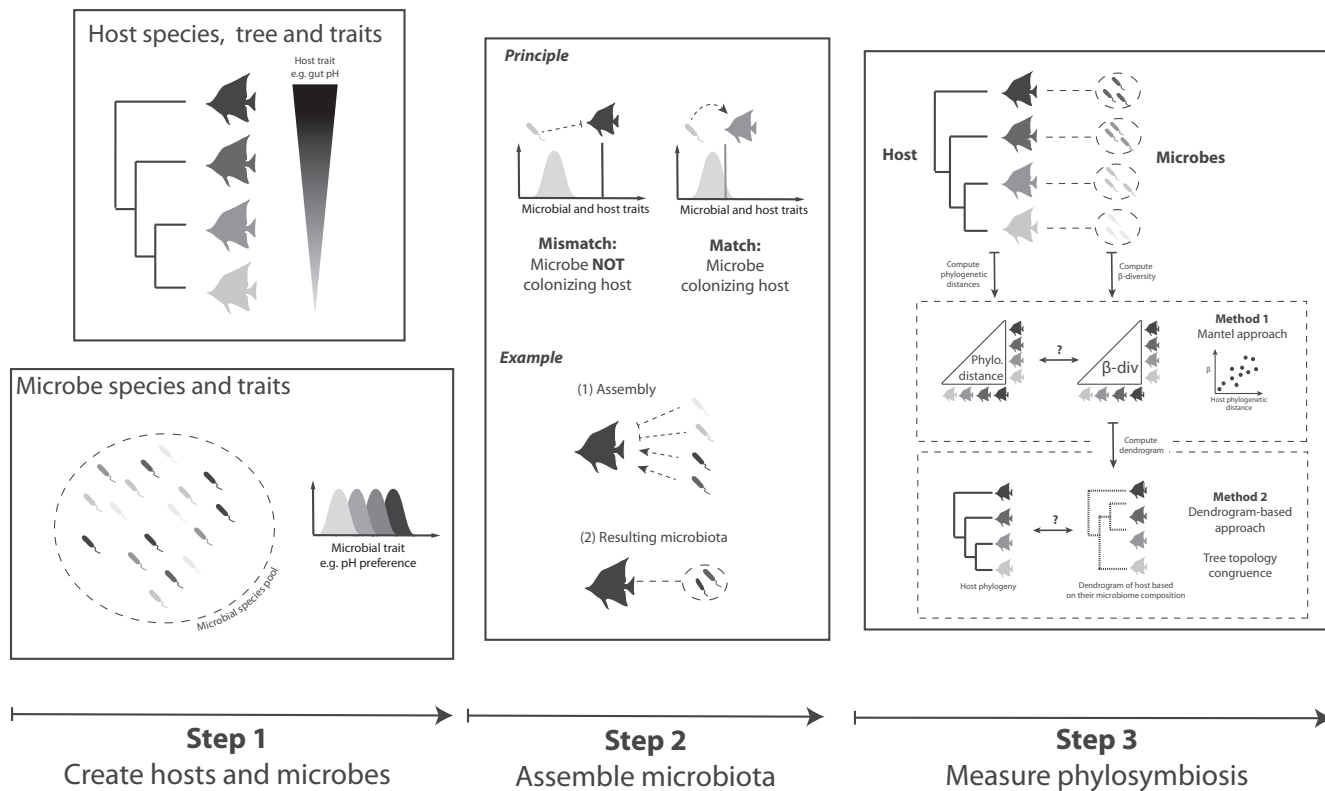 Host species, tree and traits
Host trait
e.g. gut pH
Microbe species and traits
Microbial species pool
Microbial trait
e.g. pH preference
Principle
Microbial and host traits
Microbial and host traits
Mismatch:
Microbe NOT
colonizing host
Match:
Microbe
colonizing host
Example
(1) Assembly
(2) Resulting microbiota
Host
Microbes
Compute
phylogenetic
distances
Compute
β-diversity
Phylo.
distance
?
β-div
Method 1
Mantel approach
β
Host phylogenetic
distance
Compute
dendrogram
?
Host phylogeny
Dendrogram of host based
on their microbiome composition
Method 2
Dendrogram-based
approach
Tree topology
congruence
Step 1
Create hosts and microbes
Step 2
Assemble microbiota
Step 3
Measure phylosymbiosis